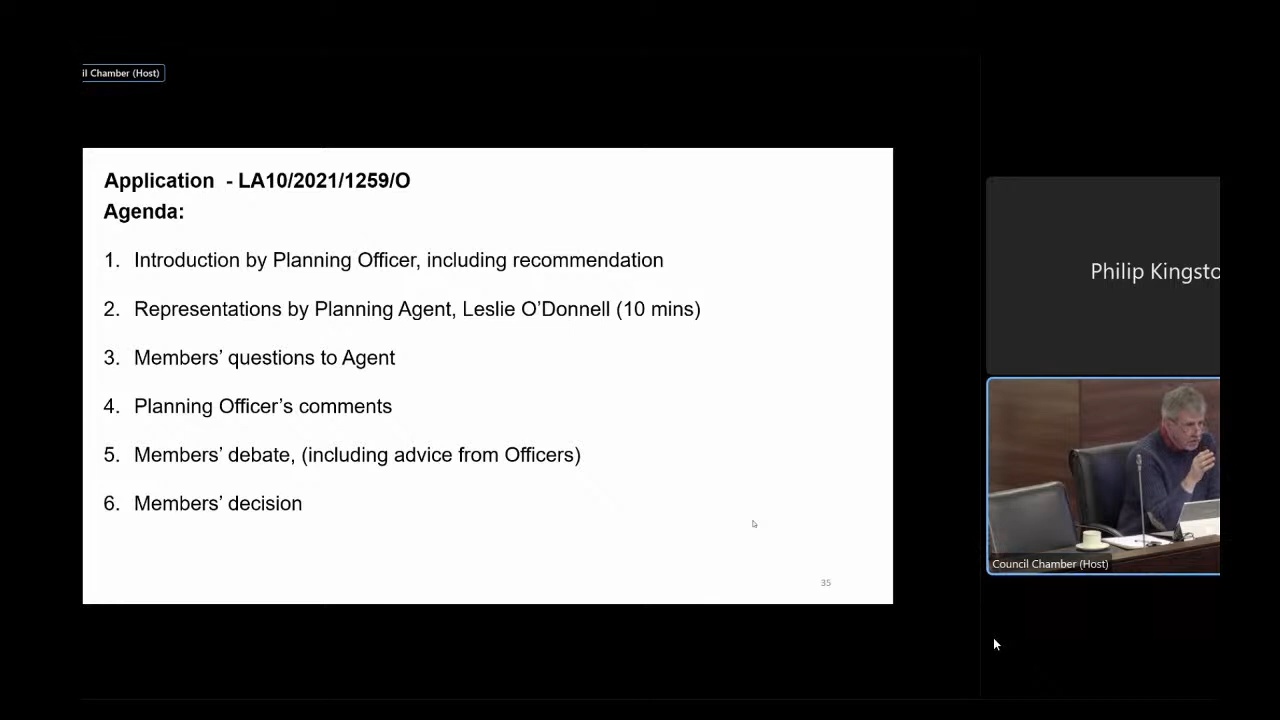 il Chamber (Host)
Application - LA10/2021/1259/O
Agenda:
1. Introduction by Planning Officer, including recommendation
2. Representations by Planning Agent, Leslie O’Donnell (10 mins)
3. Members’ questions to Agent
4. Planning Officer’s comments
5. Members’ debate, (including advice from Officers)
6. Members’ decision
35
Philip Kingsto
Council Chamber (Host)